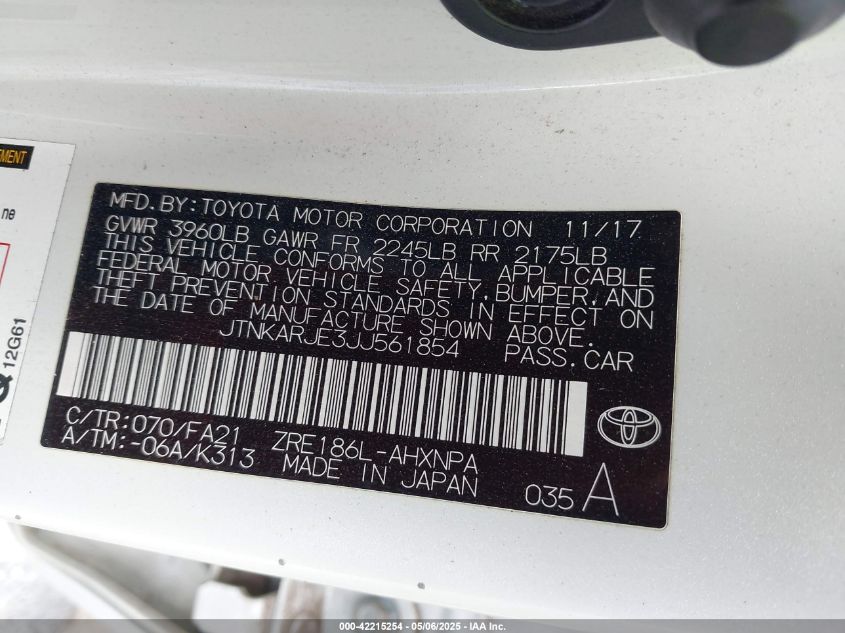 EMENT
ne
12G61
MFD.BY:TOYOTA MOTOR CORPORATION 11/17
GVWR 3960LB GAWR FR 2245LB RR 2175LB
THIS VEHICLE CONFORMS TO ALL APPLICABLE
FEDERAL MOTOR VEHICLE SAFETY,BUMPER,AND
THEFT PREVENTION STANDARDS IN EFFECT ON
THE DATE OF MANUFACTURE SHOWN ABOVE.
JTNKARJE3JJ561854 PASS.CAR
C/TR:070/FA21 ZRE186L-AHXNPA
A/TM:-06A/K313 MADE IN JAPAN
035 A
000-42215254 - 05/06/2025 - IAA Inc.